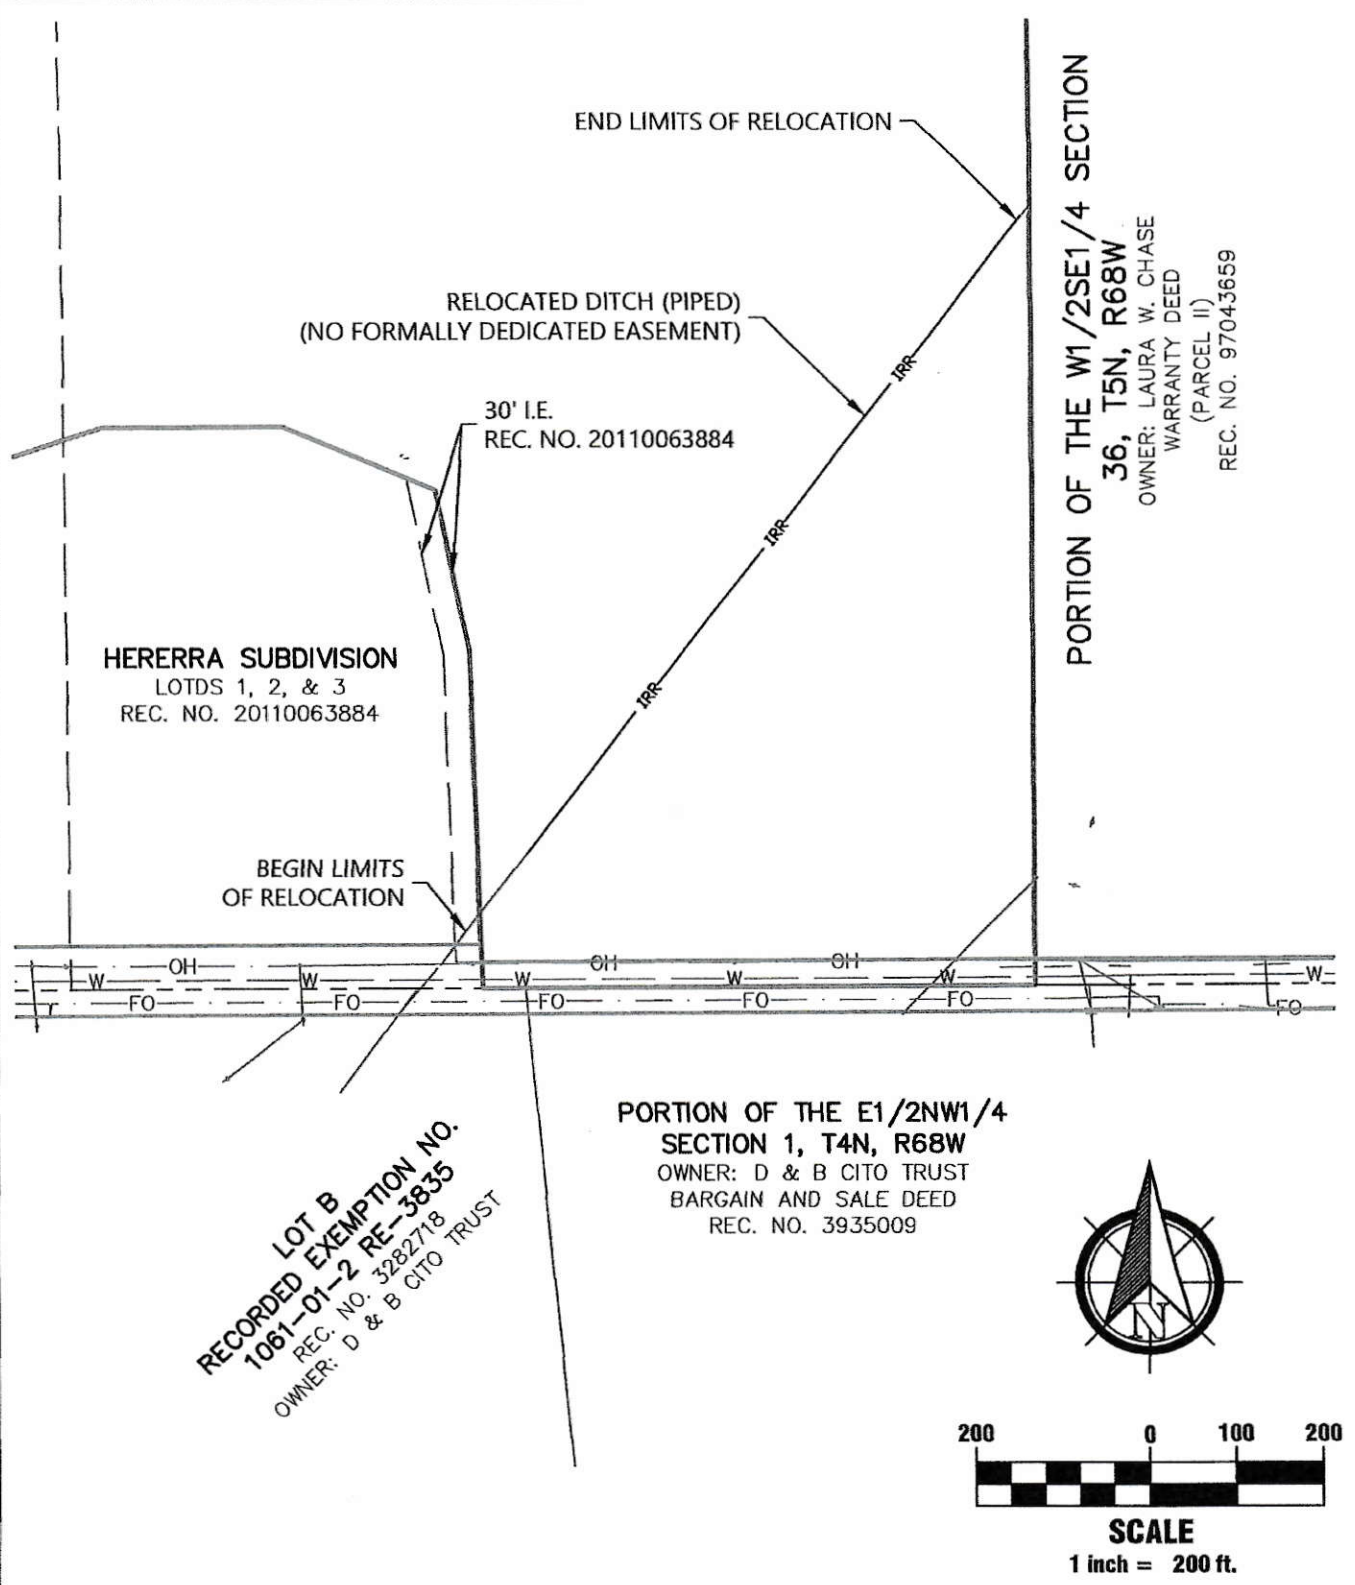 END LIMITS OF RELOCATION
PORTION OF THE W1/2SE1/4 SECTION
36, T5N, R68W
OWNER: LAURA W. CHASE
WARRANTY DEED
(PARCEL II)
REC. NO. 97043659
RELOCATED DITCH (PIPED)
(NO FORMALLY DEDICATED EASEMENT)
IRR
30' I.E.
REC. NO. 20110063884
IRR
HERERRA SUBDIVISION
LOTDS 1, 2, & 3
REC. NO. 20110063884
IRR
BEGIN LIMITS
OF RELOCATION
OH OH OH
W W W W W W
FO FO FO FO FO FO
PORTION OF THE E1/2NW1/4
SECTION 1, T4N, R68W
OWNER: D & B CITO TRUST
BARGAIN AND SALE DEED
REC. NO. 3935009
LOT B
RECORDED EXEMPTION NO.
1061-01-2 RE-3835
REC. NO. 3282718
OWNER: D & B CITO TRUST
N
200 0 100 200
SCALE
1 inch = 200 ft.